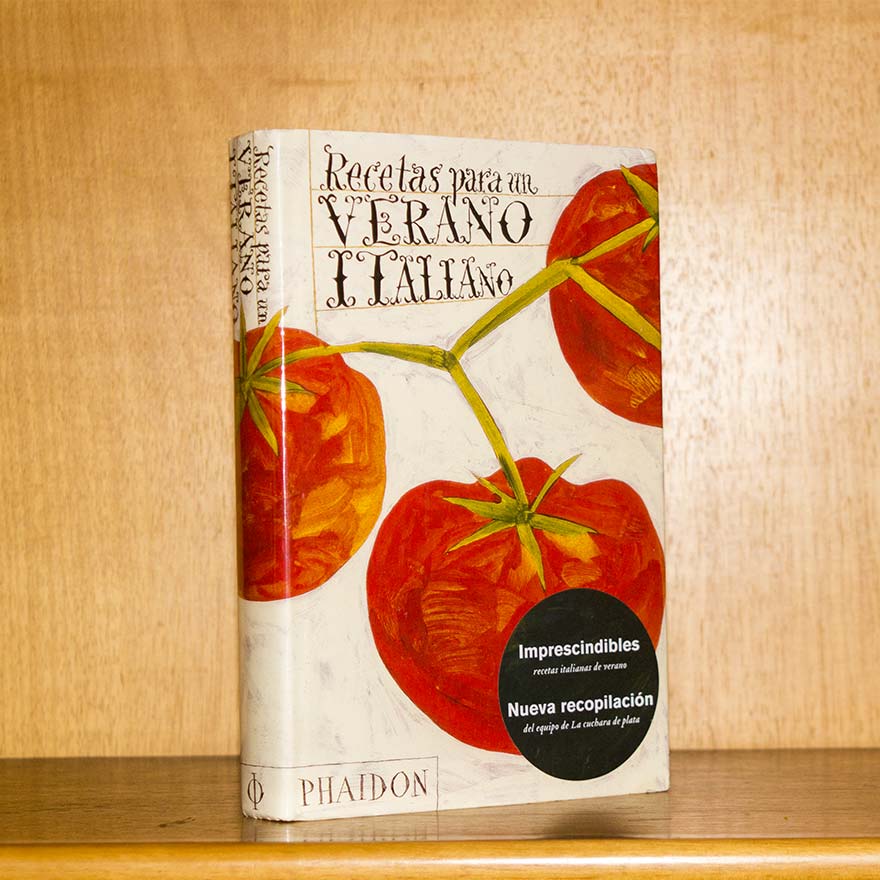 Recetas para un
VERANO
ITALIANO
Recetas para un
VERANO
ITALIANO
Imprescindibles
recetas italianas de verano
Nueva recopilación
del equipo de La cuchara de plata
PHAIDON